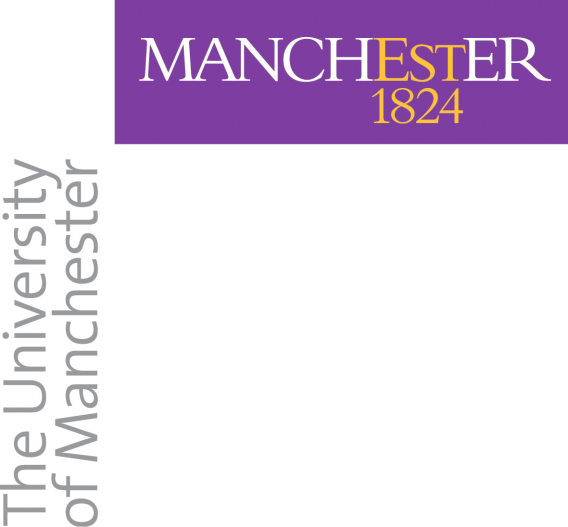 MANCHEstER
1824
The University
of Manchester